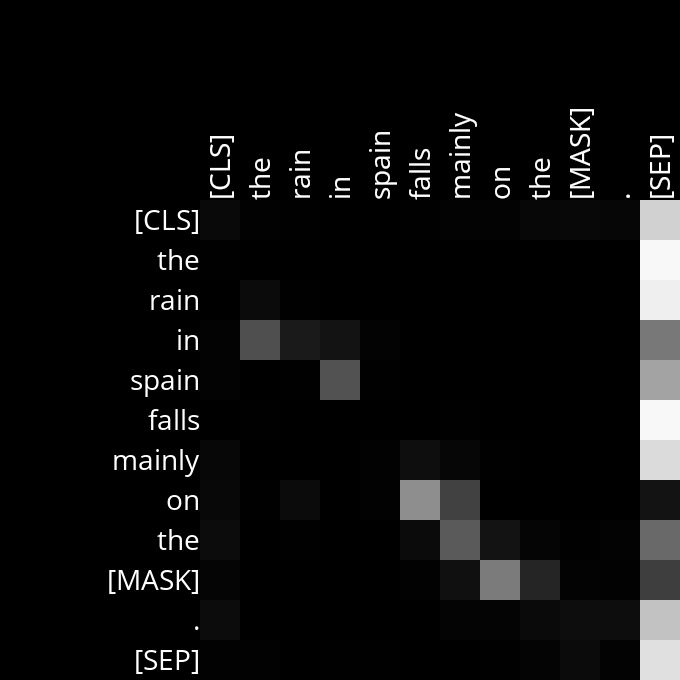 [CLS] the rain in spain falls mainly on the [MASK] . [SEP]
[CLS]
the
rain
in
spain
falls
mainly
on
the
[MASK]
.
[SEP]